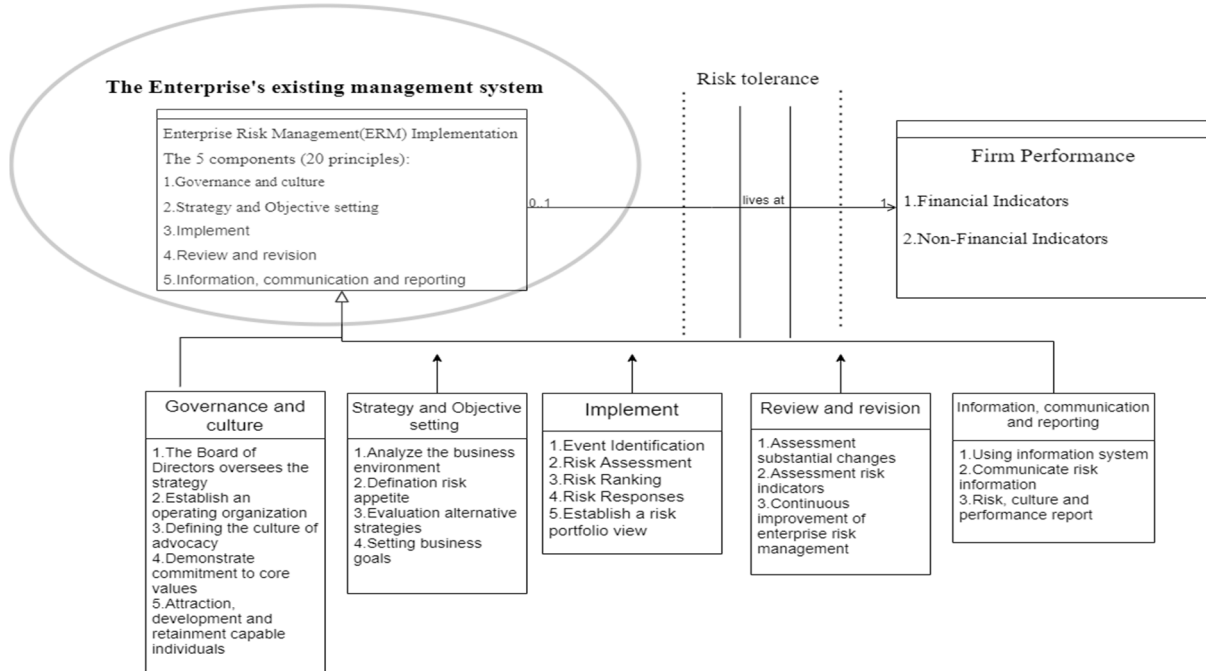 The Enterprise's existing management system
Enterprise Risk Management(ERM) Implementation
The 5 components (20 principles):
1.Governance and culture
2.Strategy and Objective setting
3.Implement
4.Review and revision
5.Information, communication and reporting
0..1
Risk tolerance
lives at
1
Firm Performance
1.Financial Indicators
2.Non-Financial Indicators
Governance and
culture
1.The Board of
Directors oversees the
strategy
2.Establish an
operating organization
3.Defining the culture of
advocacy
4.Demonstrate
commitment to core
values
5.Attraction,
development and
retainment capable
individuals
Strategy and Objective
setting
1.Analyze the business
environment
2.Defination risk
appetite
3.Evaluation alternative
strategies
4.Setting business
goals
Implement
1.Event Identification
2.Risk Assessment
3.Risk Ranking
4.Risk Responses
5.Establish a risk
portfolio view
Review and revision
1.Assessment
substantial changes
2.Assessment risk
indicators
3.Continuous
improvement of
enterprise risk
management
Information, communication
and reporting
1.Using information system
2.Communicate risk
information
3.Risk, culture and
performance report